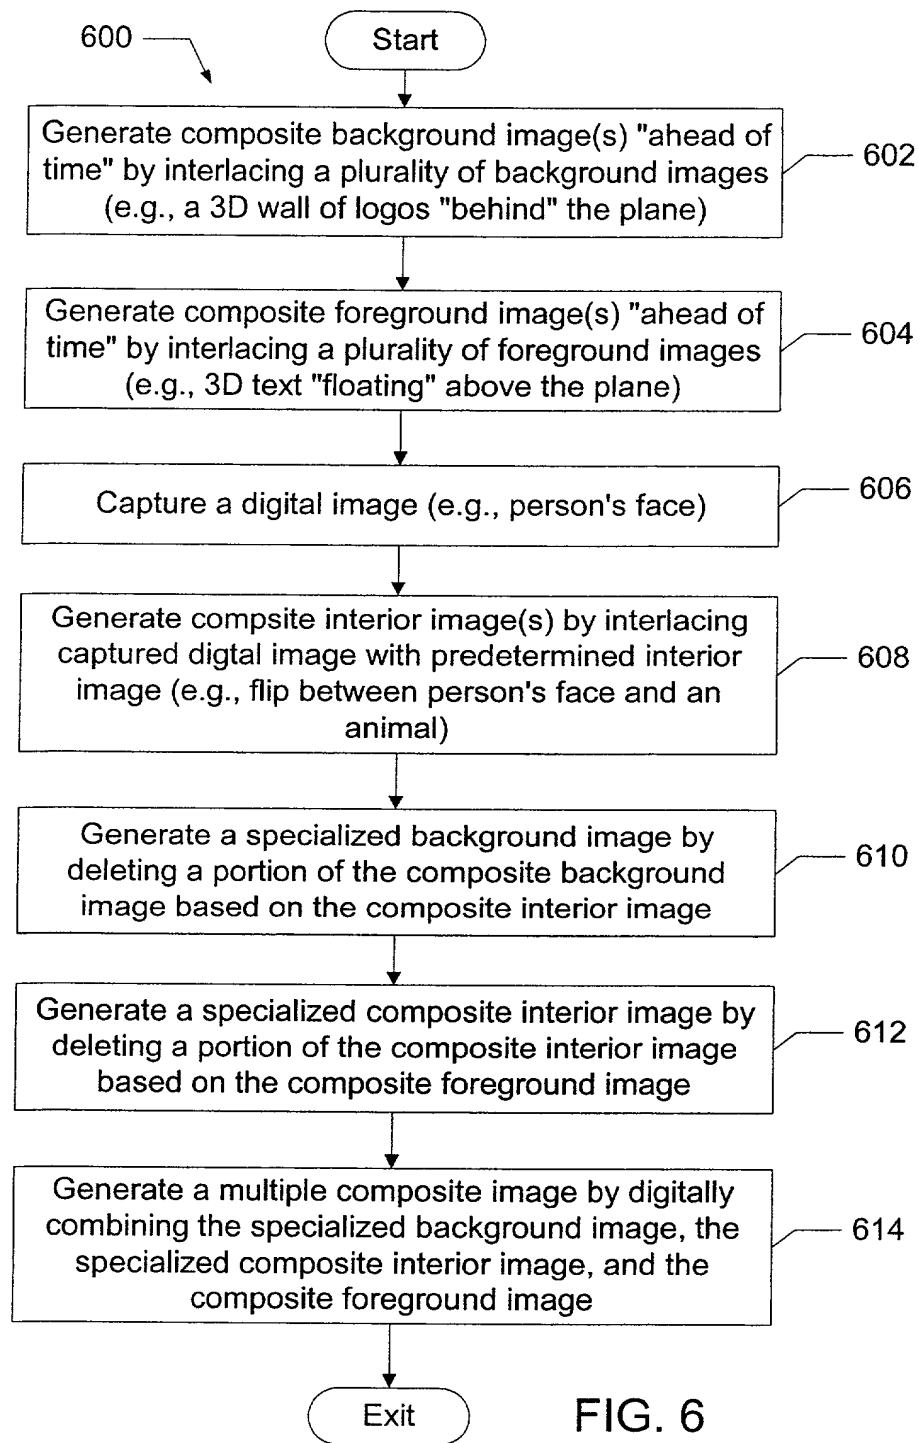 600
Start
Generate composite background image(s) "ahead of
time" by interlacing a plurality of background images
(e.g., a 3D wall of logos "behind" the plane)
602
Generate composite foreground image(s) "ahead of
time" by interlacing a plurality of foreground images
(e.g., 3D text "floating" above the plane)
604
Capture a digital image (e.g., person's face)
606
Generate compsite interior image(s) by interlacing
captured digtal image with predetermined interior
image (e.g., flip between person's face and an
animal)
608
Generate a specialized background image by
deleting a portion of the composite background
image based on the composite interior image
610
Generate a specialized composite interior image by
deleting a portion of the composite interior image
based on the composite foreground image
612
Generate a multiple composite image by digitally
combining the specialized background image, the
specialized composite interior image, and the
composite foreground image
614
Exit
FIG. 6